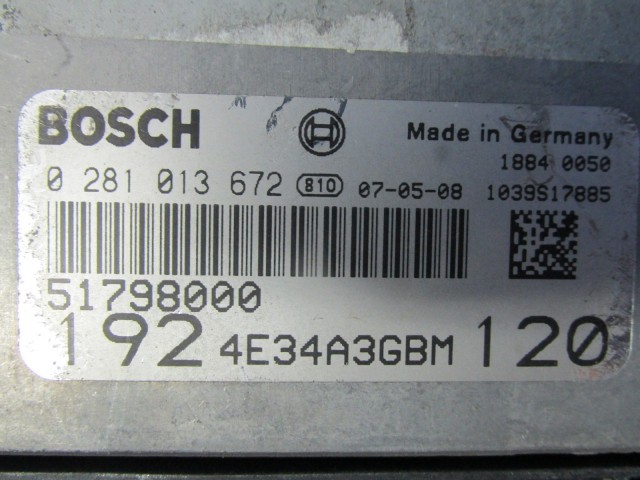 BOSCH Made in Germany
1884 0050
0 281 013 672 810 07-05-08 1039S17885
51798000
192 4E34A3GBM 120